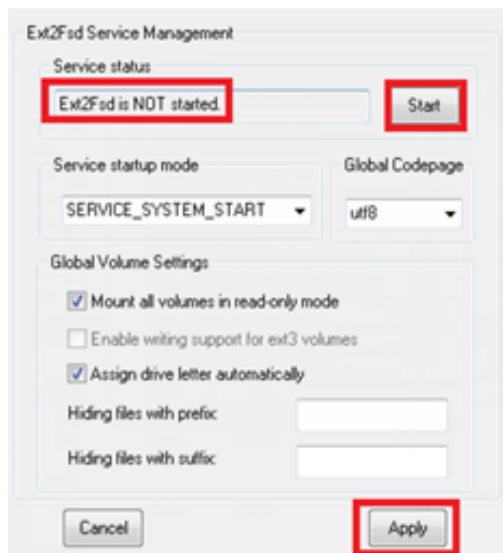 Ext2Fsd Service Management
Service status
Ext2Fsd is NOT started.
Start
Service startup mode
Global Codepage
SERVICE_SYSTEM_START
utf8
Global Volume Settings
Mount all volumes in read-only mode
Enable writing support for ext3 volumes
Assign drive letter automatically
Hiding files with prefix:
Hiding files with suffix:
Cancel
Apply